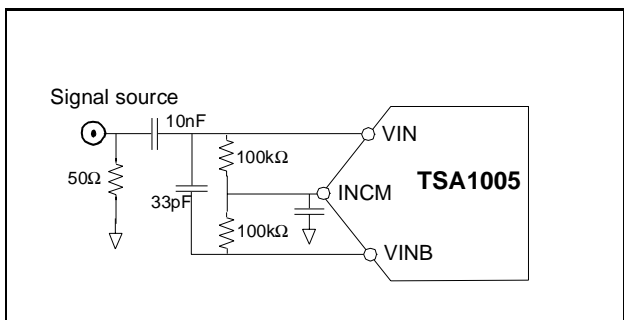 Signal source
10nF
VIN
100kΩ
50Ω
33pF
INCM
TSA1005
100kΩ
VINB